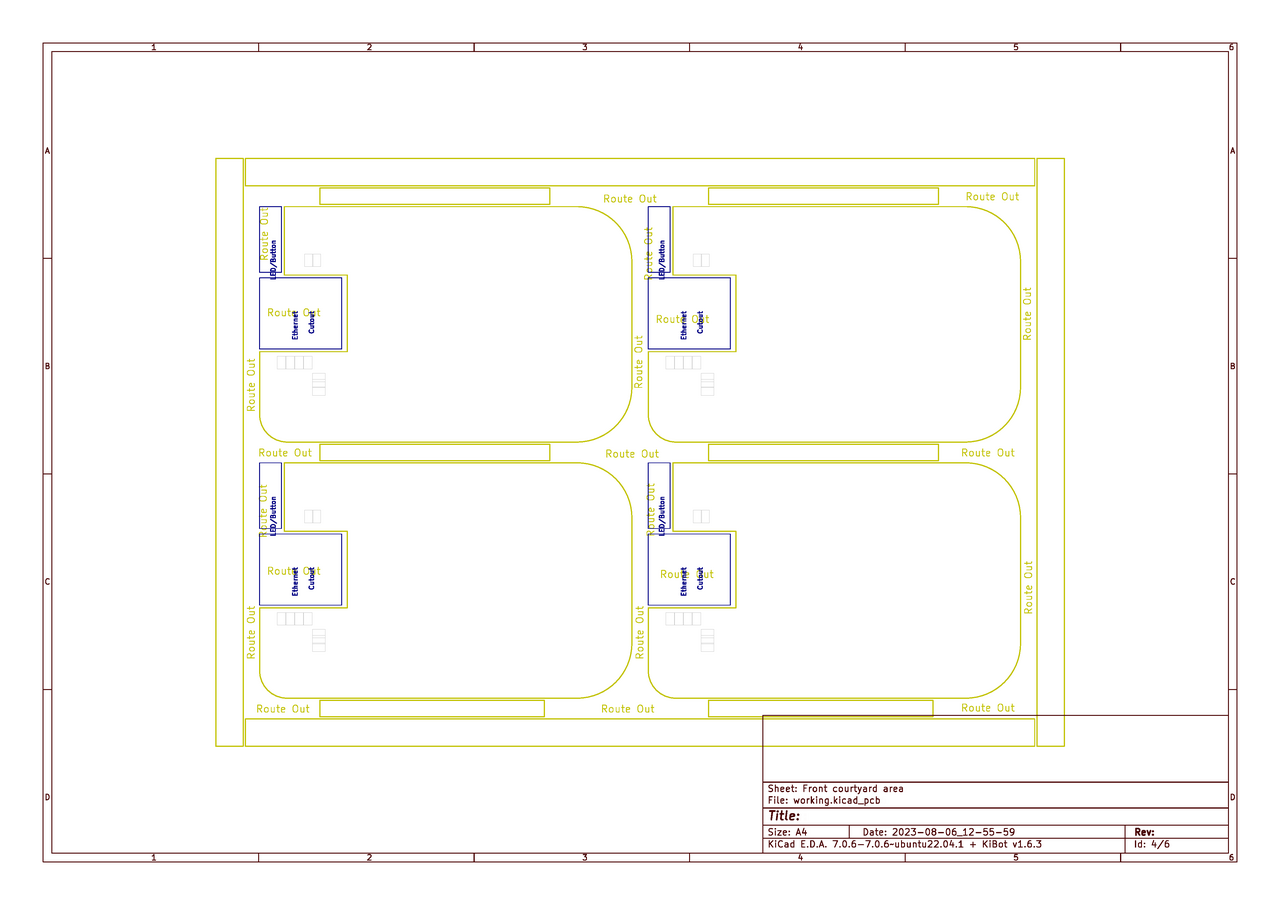 1 2 3 4 5 6
A A
Route Out Route Out
Route Out Route Out
LED/Button LED/Button
Route Out Route Out Route Out
Ethernet Cutout Ethernet Cutout
Route Out Route Out
B B
Route Out Route Out Route Out
Route Out Route Out
LED/Button LED/Button
Route Out Route Out Route Out
Ethernet Cutout Ethernet Cutout
C C
Route Out Route Out
Route Out Route Out Route Out
Sheet: Front courtyard area
File: working.kicad_pcb
D D
Title:
Size: A4 Date: 2023-08-06_12-55-59 Rev:
KiCad E.D.A. 7.0.6-7.0.6~ubuntu22.04.1 + KiBot v1.6.3 Id: 4/6
1 2 3 4 5 6